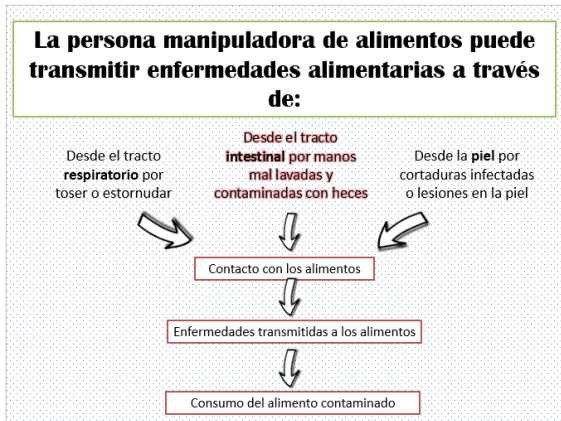 La persona manipuladora de alimentos puede
transmitir enfermedades alimentarias a través
de:
Desde el tracto
respiratorio por
toser o estornudar
Desde el tracto
intestinal por manos
mal lavadas y
contaminadas con heces
Desde la piel por
cortaduras infectadas
o lesiones en la piel
Contacto con los alimentos
Enfermedades transmitidas a los alimentos
Consumo del alimento contaminado